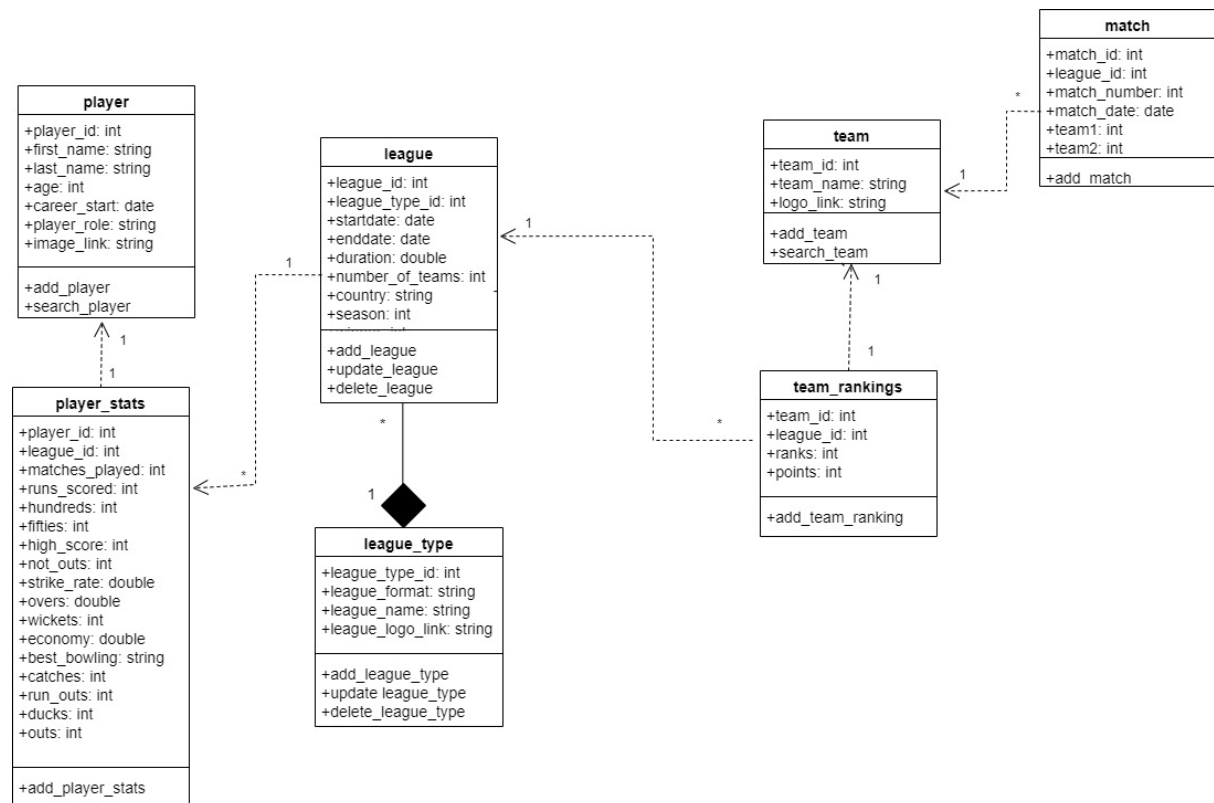 match
+match_id: int
+league_id: int
+match_number: int
+match_date: date
+team1: int
+team2: int
+add_match
*
1
player
+player_id: int
+first_name: string
+last_name: string
+age: int
+career_start: date
+player_role: string
+image_link: string
+add_player
+search_player
1
1
league
+league_id: int
+league_type_id: int
+startdate: date
+enddate: date
+duration: double
+number_of_teams: int
+country: string
+season: int
+add_league
+update_league
+delete_league
1
*
1
*
*
1
team
+team_id: int
+team_name: string
+logo_link: string
+add_team
+search_team
1
1
team_rankings
+team_id: int
+league_id: int
+ranks: int
+points: int
+add_team_ranking
player_stats
+player_id: int
+league_id: int
+matches_played: int
+runs_scored: int
+hundreds: int
+fifties: int
+high_score: int
+not_outs: int
+strike_rate: double
+overs: double
+wickets: int
+economy: double
+best_bowling: string
+catches: int
+run_outs: int
+ducks: int
+outs: int
+add_player_stats
league_type
+league_type_id: int
+league_format: string
+league_name: string
+league_logo_link: string
+add_league_type
+update league_type
+delete_league_type